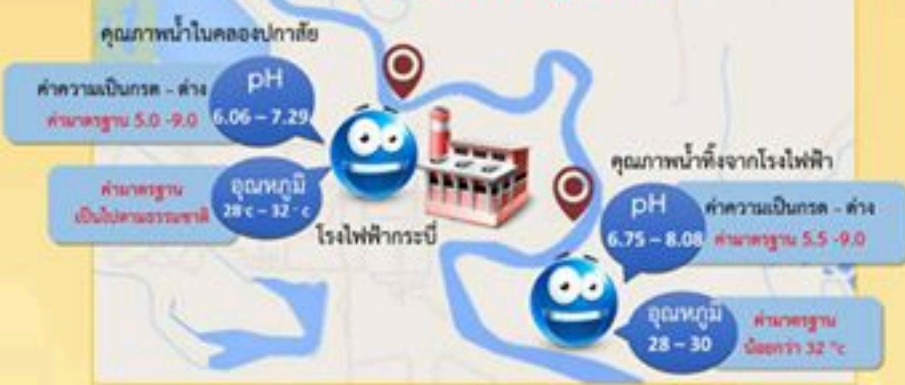 คุณภาพน้ำในคลองปกาสัย
pH
ค่าความเป็นกรด - ด่าง
ค่ามาตรฐาน 5.0 -9.0
6.06 – 7.29
ค่ามาตรฐาน
เป็นไปตามธรรมชาติ
อุณหภูมิ
28 ํc – 32 ํ c
โรงไฟฟ้ากระบี่
คุณภาพน้ำทิ้งจากโรงไฟฟ้า
pH
ค่าความเป็นกรด - ด่าง
6.75 – 8.08
ค่ามาตรฐาน 5.5 -9.0
อุณหภูมิ
28 – 30
ค่ามาตรฐาน
น้อยกว่า 32 °c